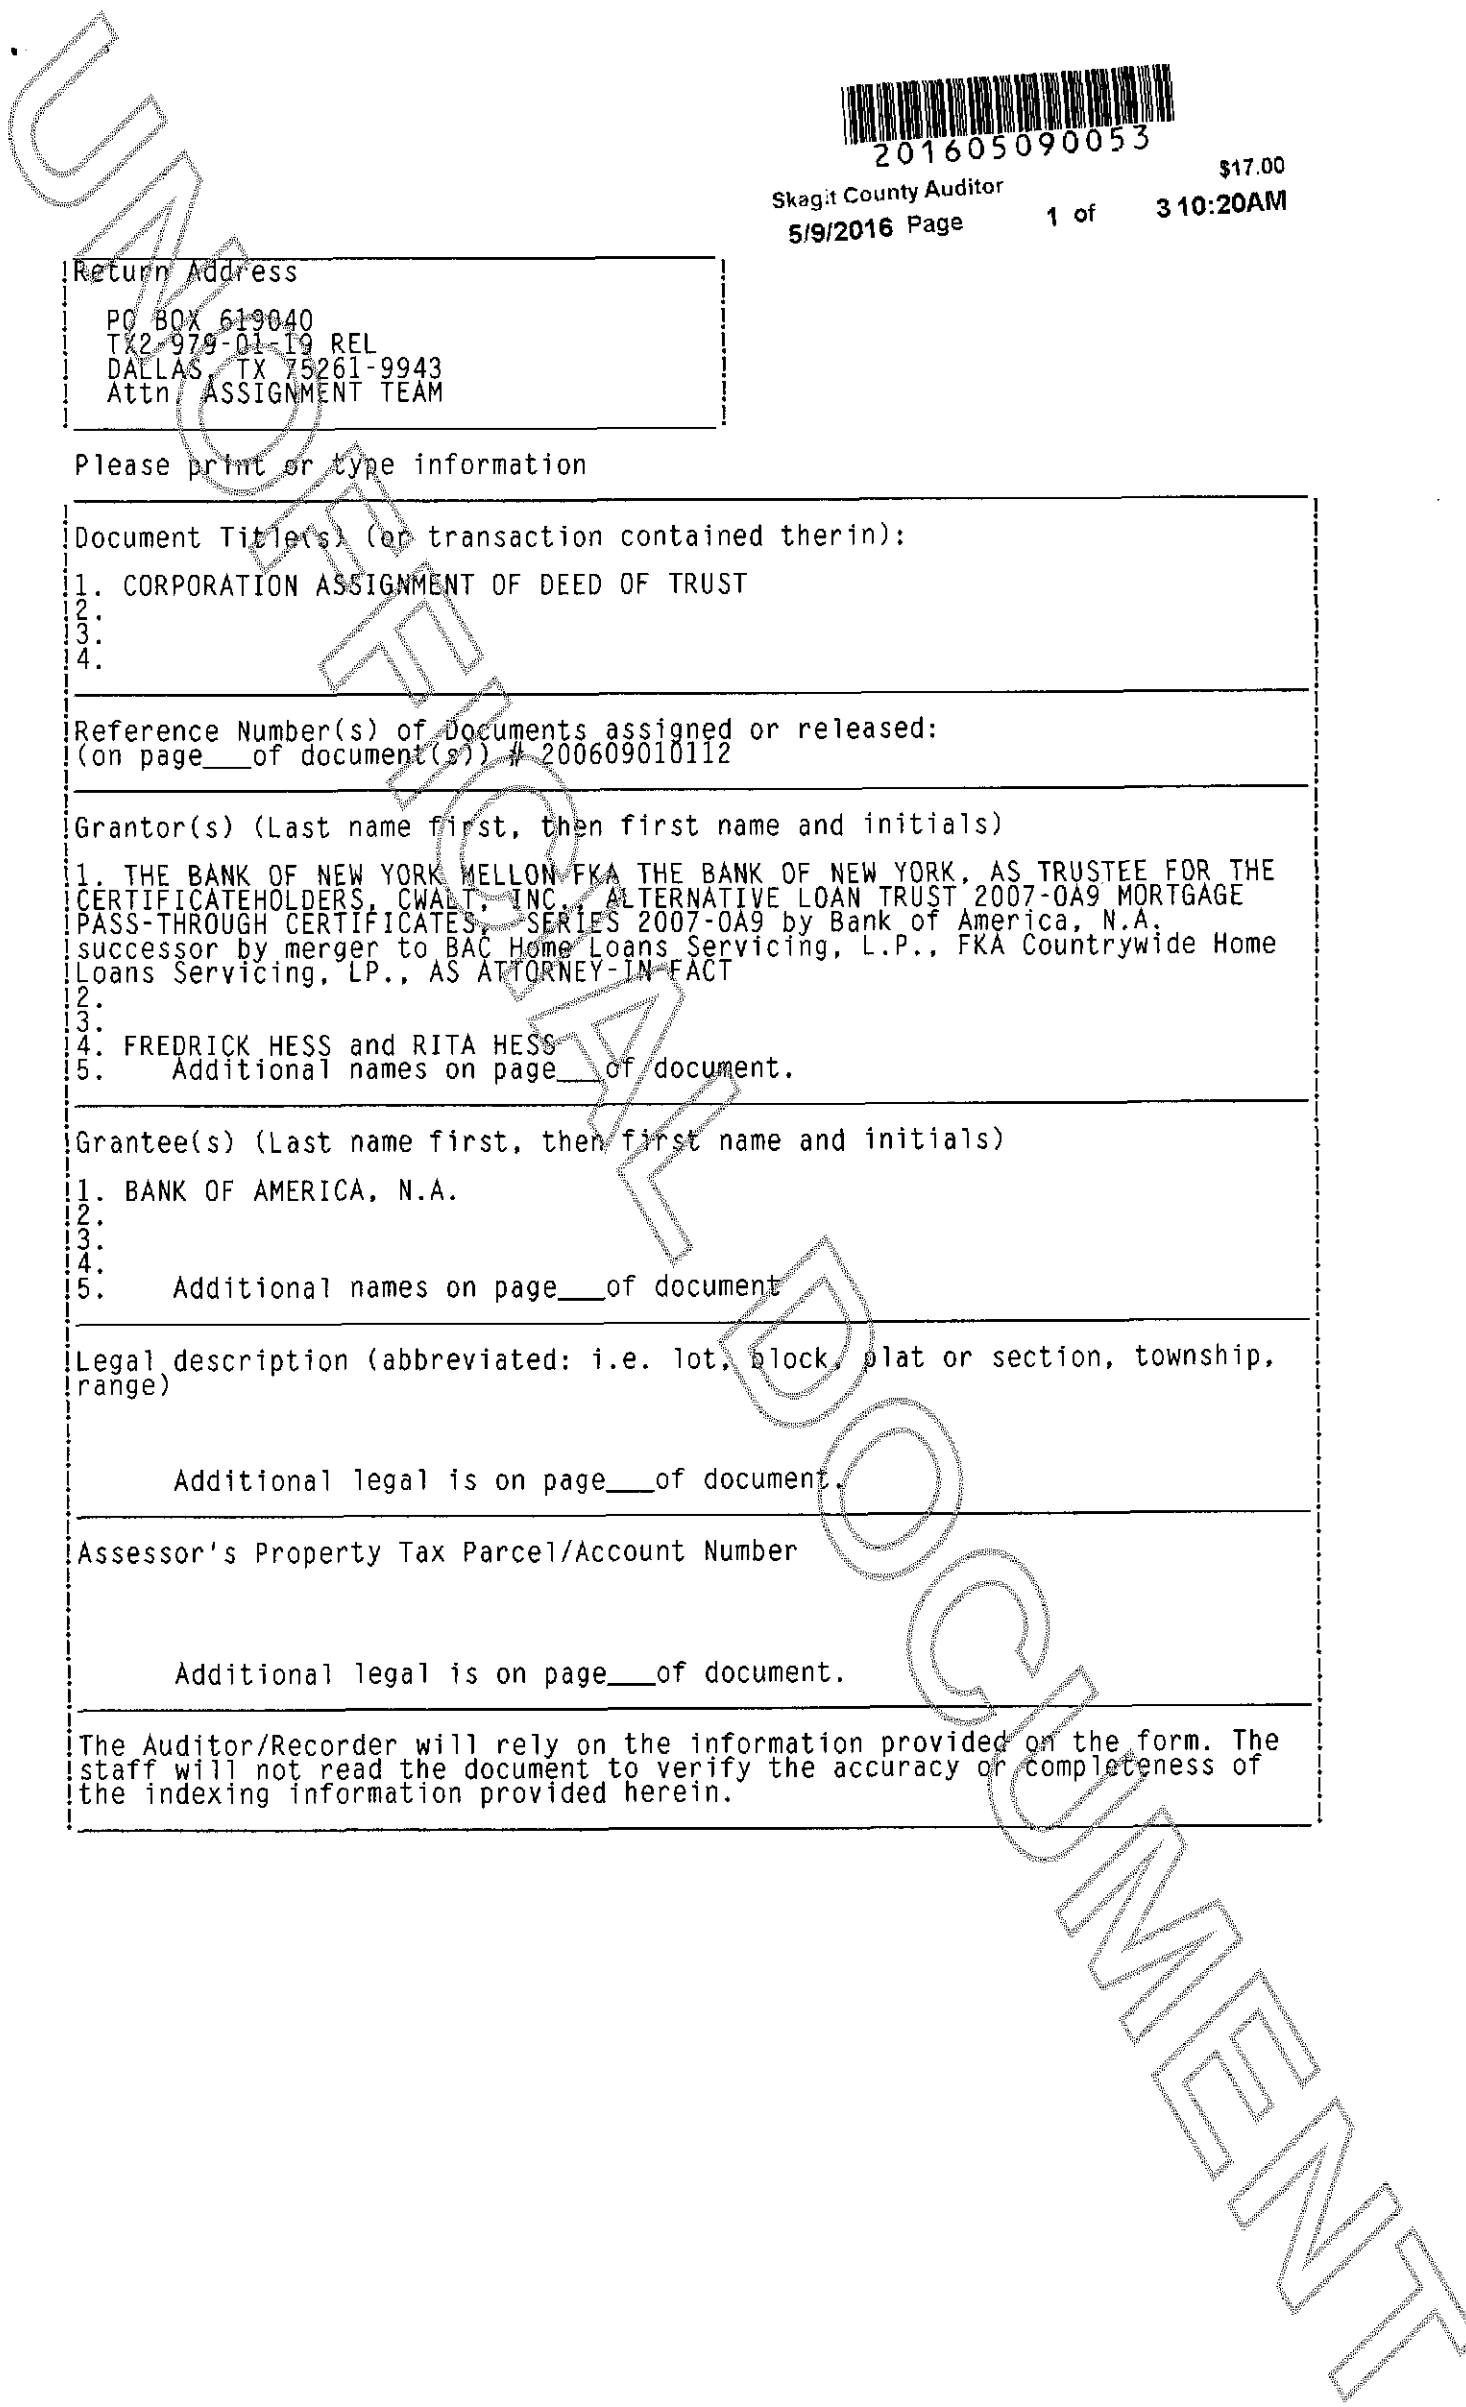 201605090053
$17.00
Skagit County Auditor
5/9/2016 Page 1 of 3 10:20AM
Return Address
PO BOX 619040
TX2-979-01-19 REL
DALLAS, TX 75261-9943
Attn: ASSIGNMENT TEAM
Please print or type information
Document Title(s) (or transaction contained therin):
1. CORPORATION ASSIGNMENT OF DEED OF TRUST
2.
3.
4.
Reference Number(s) of Documents assigned or released:
(on page___of document(s)) # 200609010112
Grantor(s) (Last name first, then first name and initials)
1. THE BANK OF NEW YORK MELLON FKA THE BANK OF NEW YORK, AS TRUSTEE FOR THE
CERTIFICATEHOLDERS, CWALT, INC., ALTERNATIVE LOAN TRUST 2007-OA9 MORTGAGE
PASS-THROUGH CERTIFICATES, SERIES 2007-OA9 by Bank of America, N.A.
successor by merger to BAC Home Loans Servicing, L.P., FKA Countrywide Home
Loans Servicing, LP., AS ATTORNEY-IN-FACT
2.
3.
4. FREDRICK HESS and RITA HESS
5. Additional names on page___of document.
Grantee(s) (Last name first, then first name and initials)
1. BANK OF AMERICA, N.A.
2.
3.
4.
5. Additional names on page___of document
Legal description (abbreviated: i.e. lot, block, plat or section, township,
range)
Additional legal is on page___of document.
Assessor's Property Tax Parcel/Account Number
Additional legal is on page___of document.
The Auditor/Recorder will rely on the information provided on the form. The
staff will not read the document to verify the accuracy or completeness of
the indexing information provided herein.
UNOFFICIAL DOCUMENT